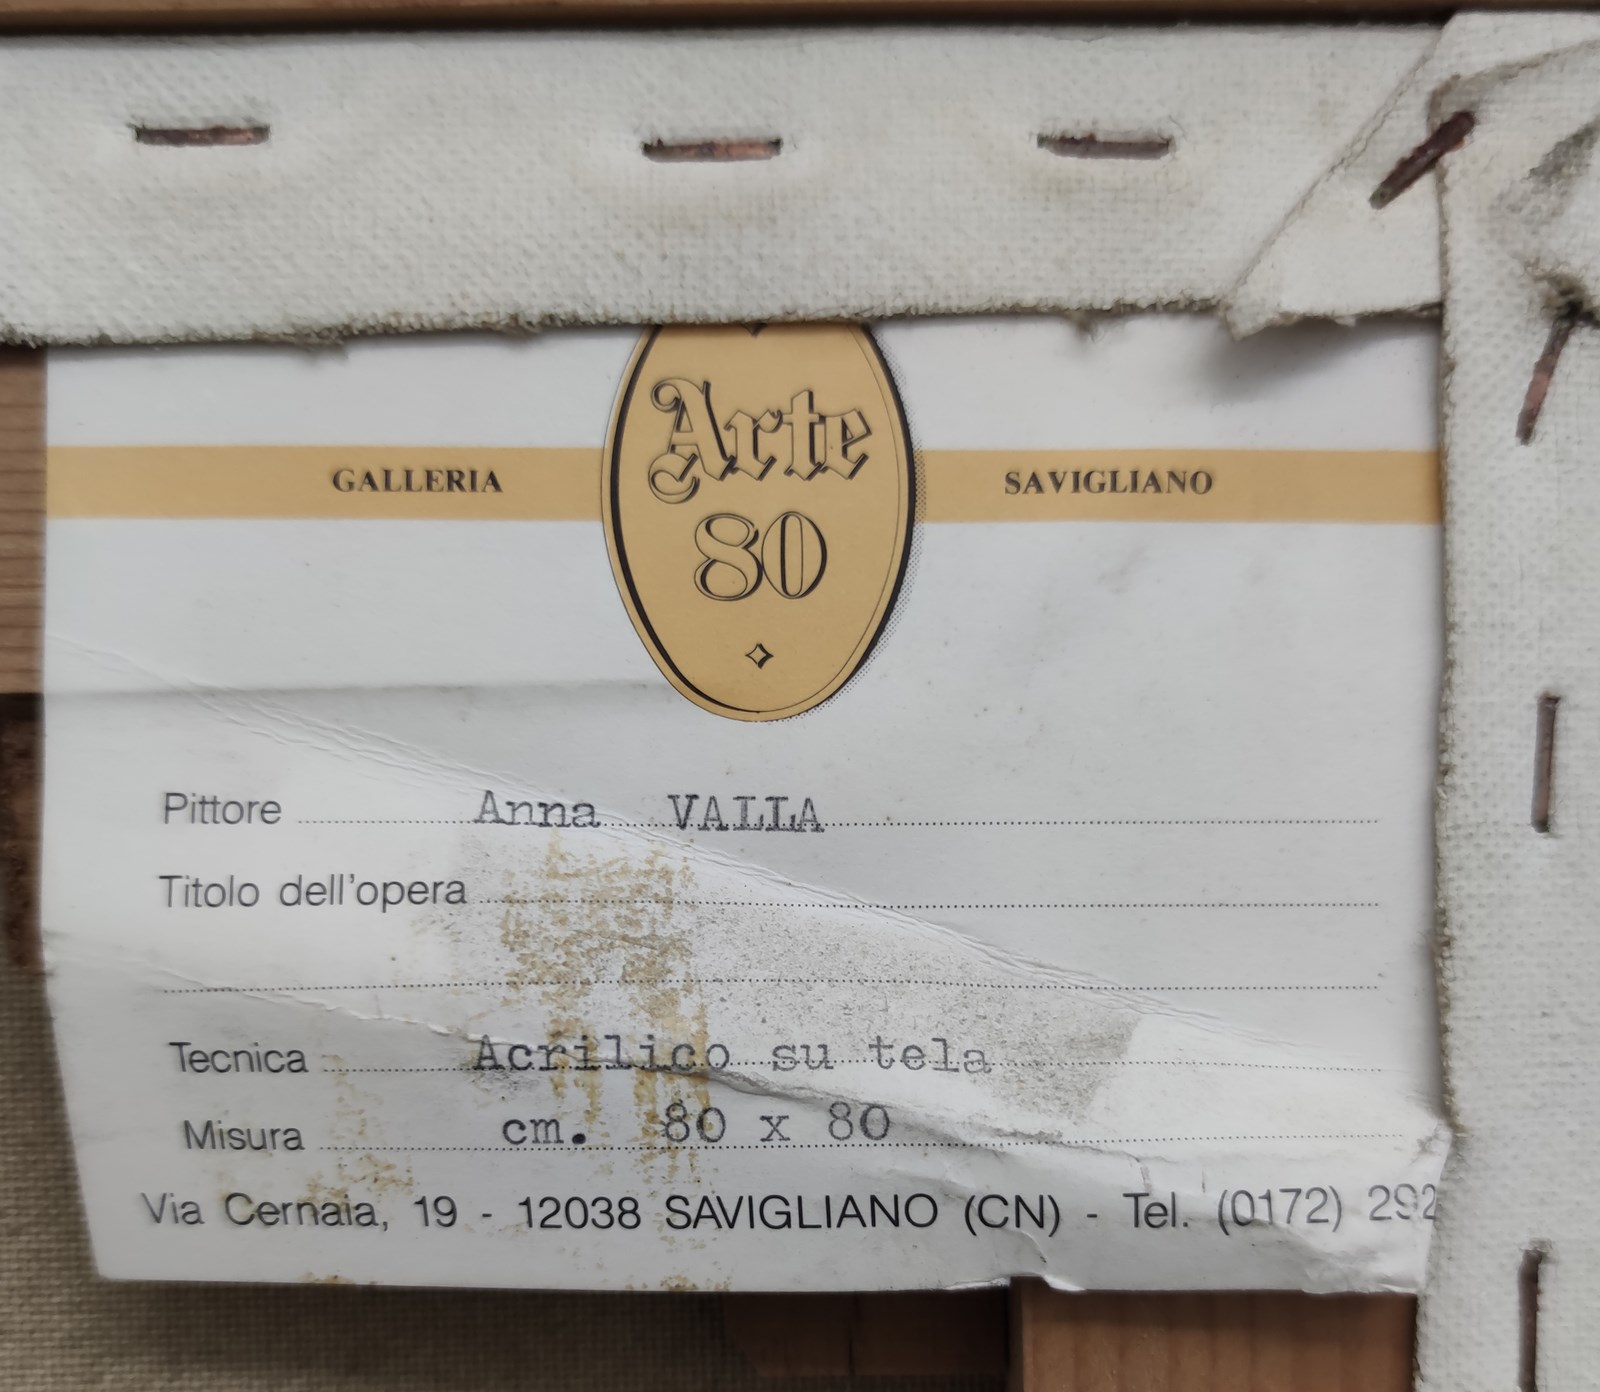 Arte
GALLERIA
SAVIGLIANO
80
Pittore Anna VALLA
Titolo dell'opera
Tecnica Acrilico su tela
Misura cm. 80 x 80
Via Cernaia, 19 - 12038 SAVIGLIANO (CN) - Tel. (0172) 292